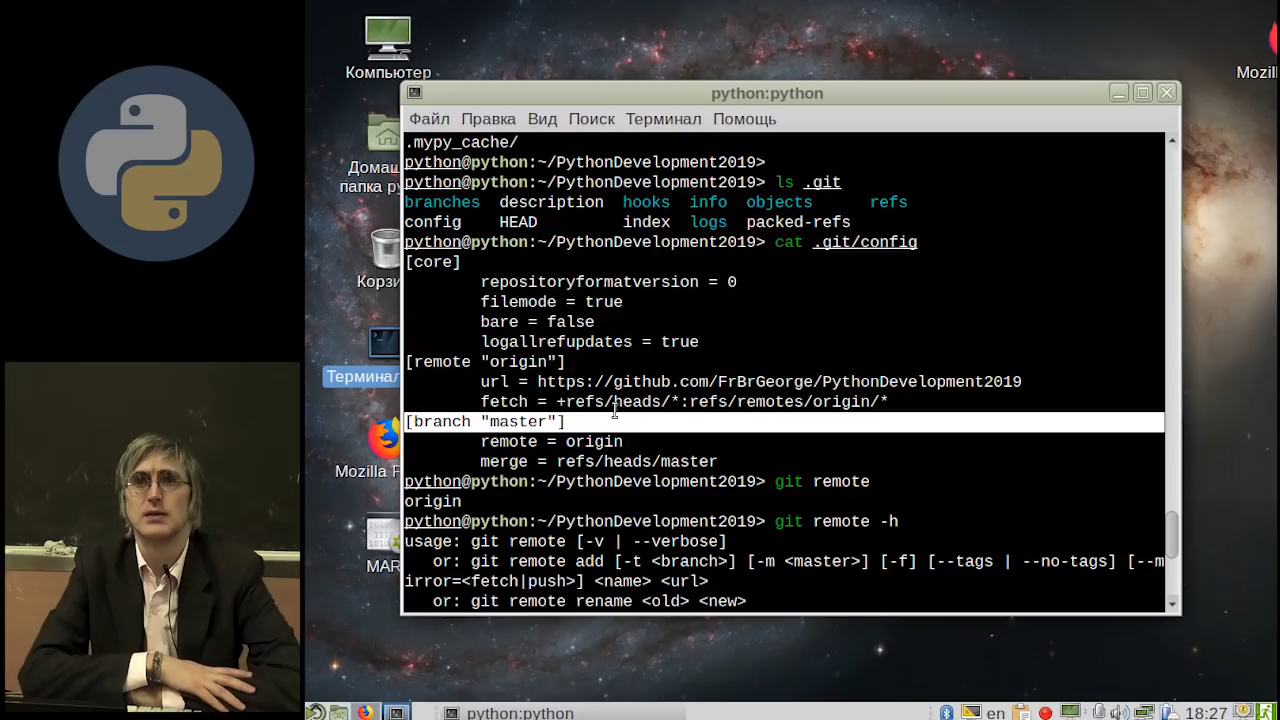 Компьютер
Mozil
python:python
Файл Правка Вид Поиск Терминал Помощь
.mypy_cache/
python@python:~/PythonDevelopment2019>
python@python:~/PythonDevelopment2019> ls .git
branches description hooks info objects refs
config HEAD index logs packed-refs
python@python:~/PythonDevelopment2019> cat .git/config
[core]
repositoryformatversion = 0
filemode = true
bare = false
logallrefupdates = true
[remote "origin"]
url = https://github.com/FrBrGeorge/PythonDevelopment2019
fetch = +refs/heads/*:refs/remotes/origin/*
[branch "master"]
remote = origin
merge = refs/heads/master
python@python:~/PythonDevelopment2019> git remote
origin
python@python:~/PythonDevelopment2019> git remote -h
usage: git remote [-v | --verbose]
or: git remote add [-t <branch>] [-m <master>] [-f] [--tags | --no-tags] [--m
irror=<fetch|push>] <name> <url>
or: git remote rename <old> <new>
Домаш
папка py
Корзи
Терминал
Mozilla F
MAR
python:python
en
18:27